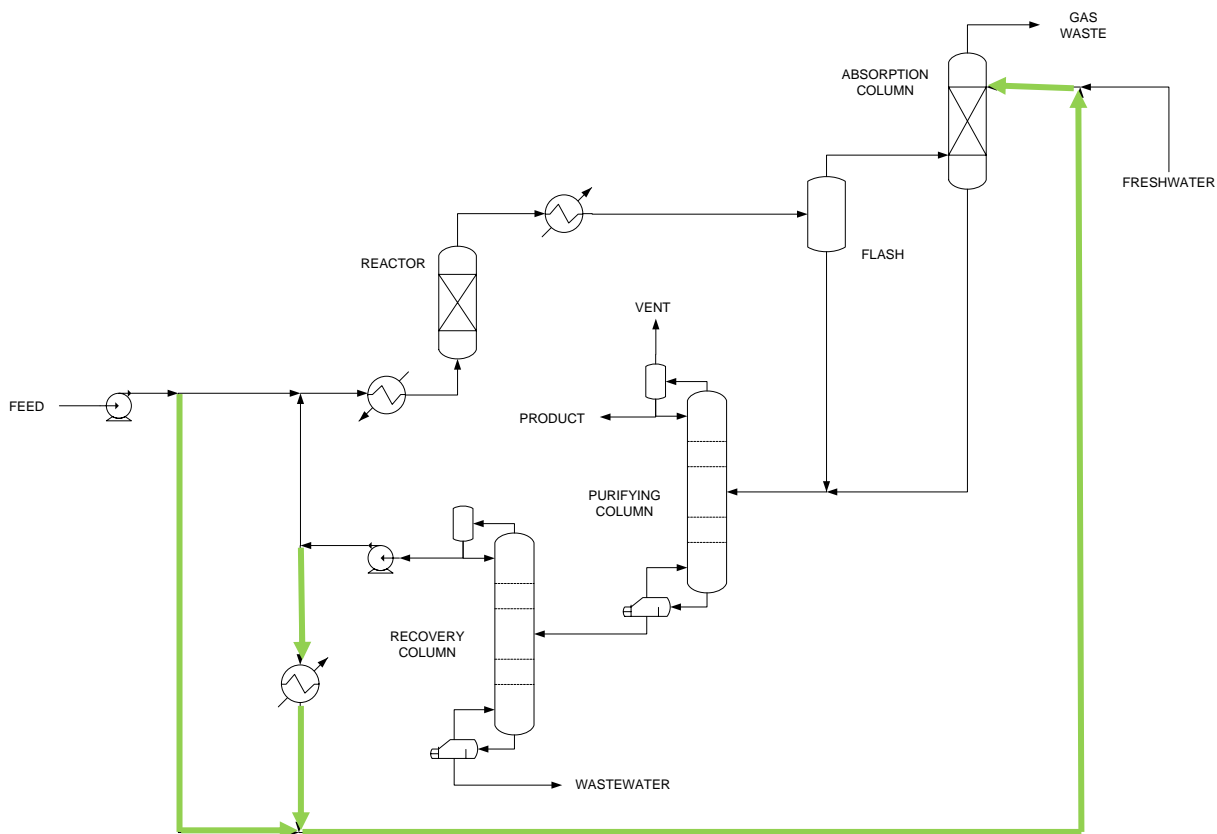 GAS
WASTE
ABSORPTION
COLUMN
FRESHWATER
REACTOR
FLASH
VENT
FEED
PRODUCT
PURIFYING
COLUMN
RECOVERY
COLUMN
WASTEWATER